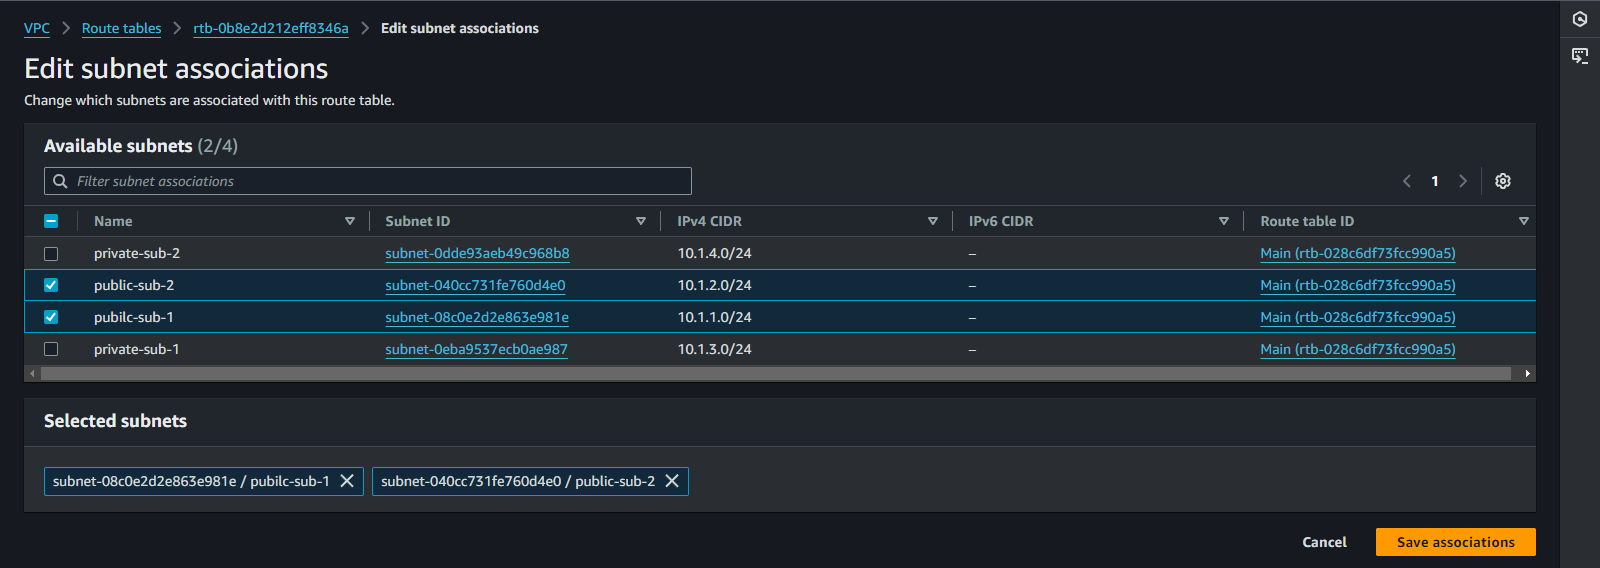 VPC > Route tables > rtb-0b8e2d212eff8346a > Edit subnet associations
Edit subnet associations
Change which subnets are associated with this route table.
Available subnets (2/4)
Filter subnet associations
1
Name Subnet ID IPv4 CIDR IPv6 CIDR Route table ID
private-sub-2 subnet-0dde93aeb49c968b8 10.1.4.0/24 – Main (rtb-028c6df73fcc990a5)
public-sub-2 subnet-040cc731fe760d4e0 10.1.2.0/24 – Main (rtb-028c6df73fcc990a5)
pubilc-sub-1 subnet-08c0e2d2e863e981e 10.1.1.0/24 – Main (rtb-028c6df73fcc990a5)
private-sub-1 subnet-0eba9537ecb0ae987 10.1.3.0/24 – Main (rtb-028c6df73fcc990a5)
Selected subnets
subnet-08c0e2d2e863e981e / pubilc-sub-1 subnet-040cc731fe760d4e0 / public-sub-2
Cancel Save associations